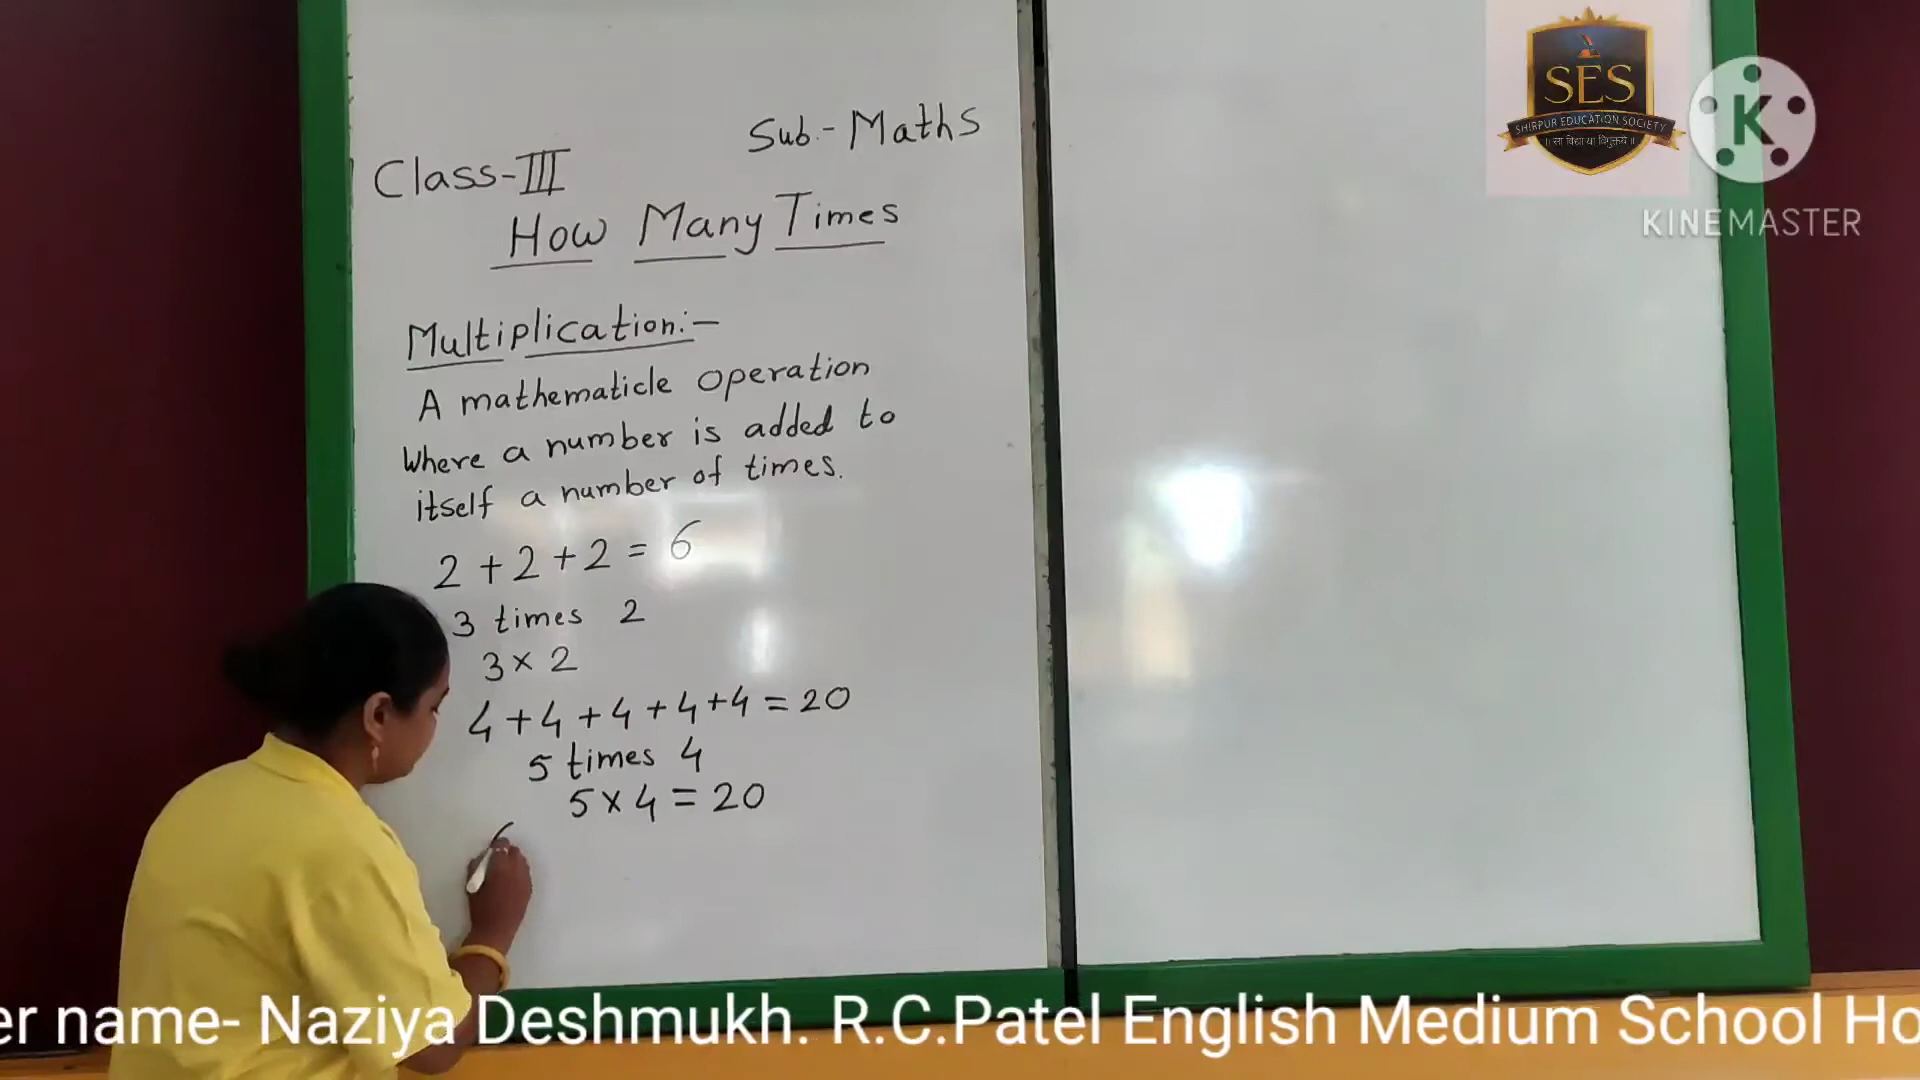 Sub.- Maths
Class-III
How Many Times
Multiplication:-
A mathematicle operation
Where a number is added to
itself a number of times.
2 + 2 + 2 = 6
3 times 2
3 × 2
4 + 4 + 4 + 4 + 4 = 20
5 times 4
5 × 4 = 20
SES
SHIRPUR EDUCATION SOCIETY
॥ सा विद्या या विमुक्तये ॥
K
KINEMASTER
er name- Naziya Deshmukh. R.C.Patel English Medium School Ho